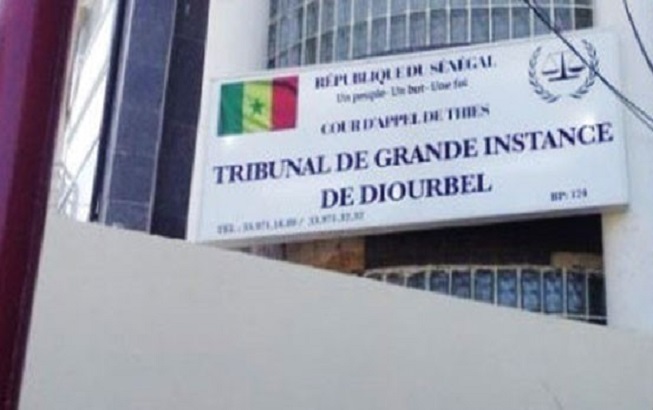 RÉPUBLIQUE DU SÉNÉGAL
Un peuple- Un but- Une foi
COUR D'APPEL DE THIES
TRIBUNAL DE GRANDE INSTANCE
DE DIOURBEL
BP: 124
TEL :